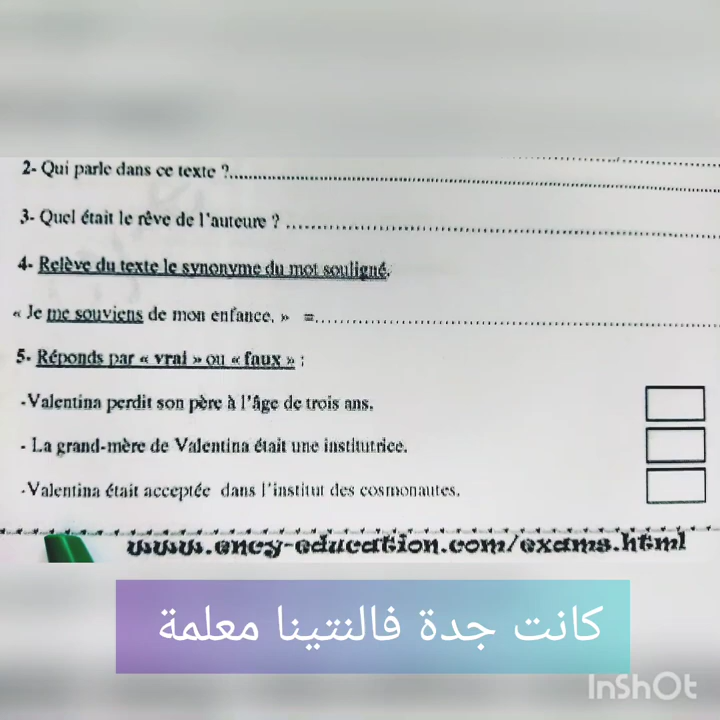 2- Qui parle dans ce texte ?......................................................
3- Quel était le rêve de l'auteure ? ......................................................
4- Relève du texte le synonyme du mot souligné.
« Je me souviens de mon enfance. » =......................................................
5- Réponds par « vrai » ou « faux » :
-Valentina perdit son père à l'âge de trois ans.
- La grand-mère de Valentina était une institutrice.
-Valentina était acceptée dans l'institut des cosmonautes.
www.ency-education.com/exams.html
كانت جدة فالنتينا معلمة
InShOt